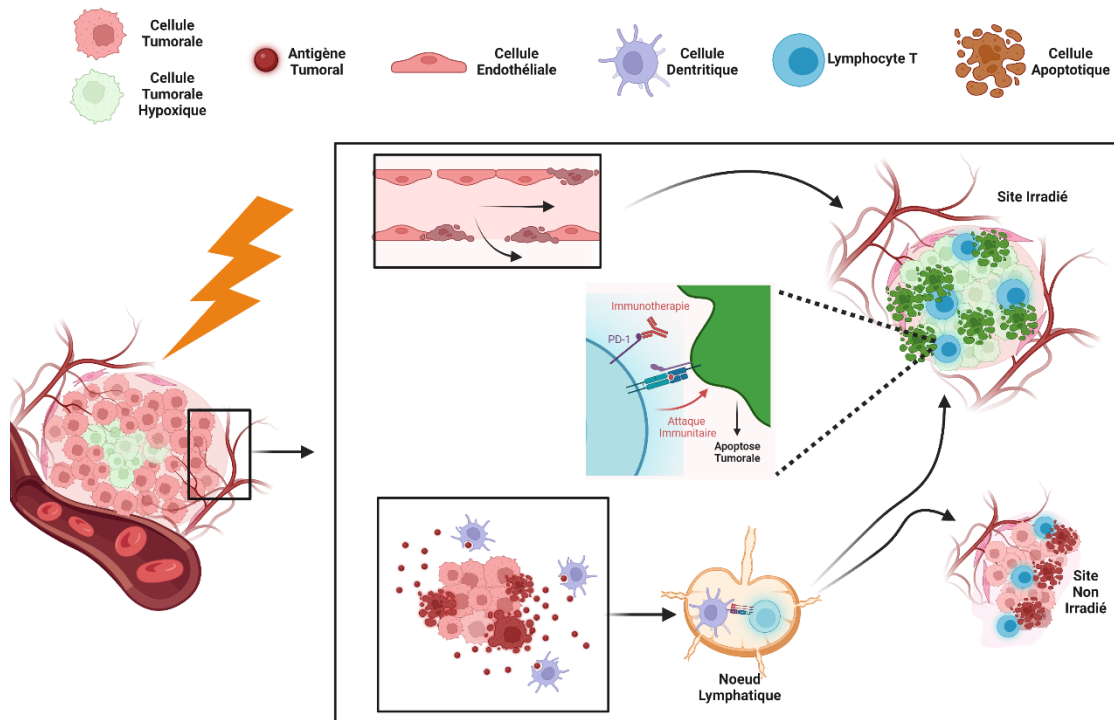 Cellule
Tumorale
Cellule
Tumorale
Hypoxique
Antigène
Tumoral
Cellule
Endothéliale
Cellule
Dentritique
Lymphocyte T
Cellule
Apoptotique
Site Irradié
Immunotherapie
PD-1
Attaque
Immunitaire
Apoptose
Tumorale
Noeud
Lymphatique
Site
Non
Irradié